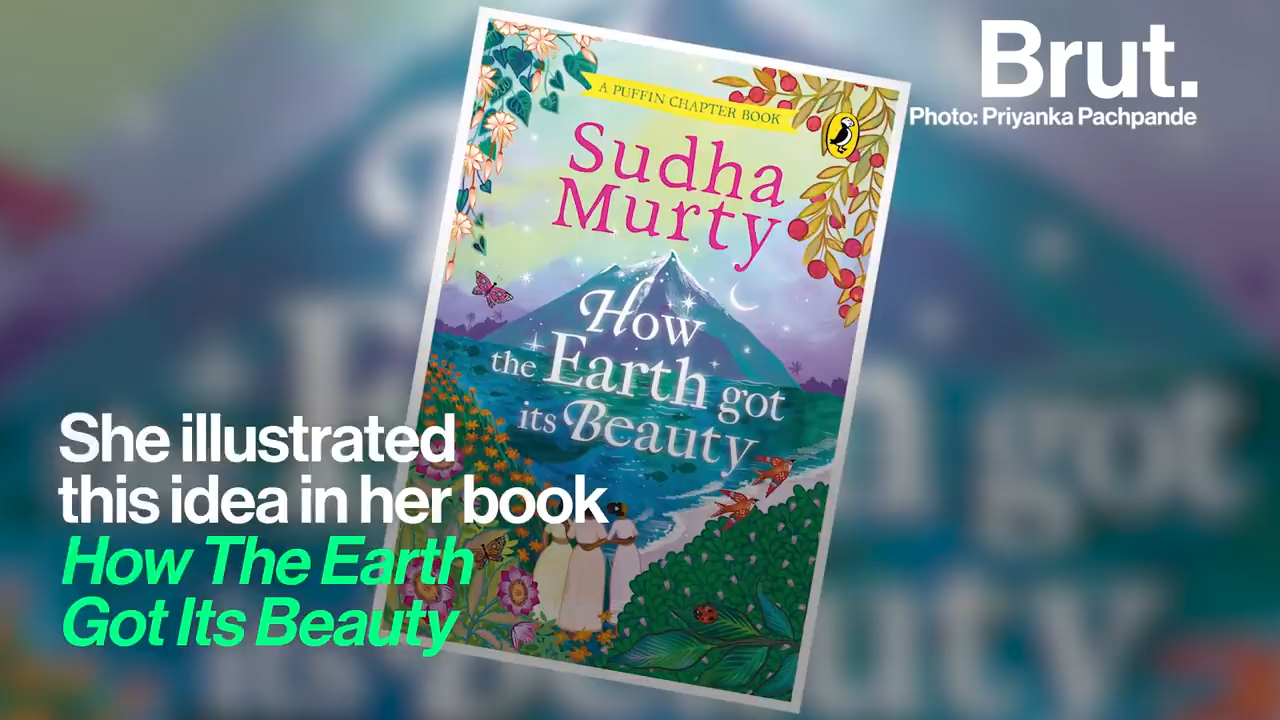 Brut.
Photo: Priyanka Pachpande
A PUFFIN CHAPTER BOOK
Sudha
Murty
How
the Earth got
its Beauty
She illustrated
this idea in her book
How The Earth
Got Its Beauty